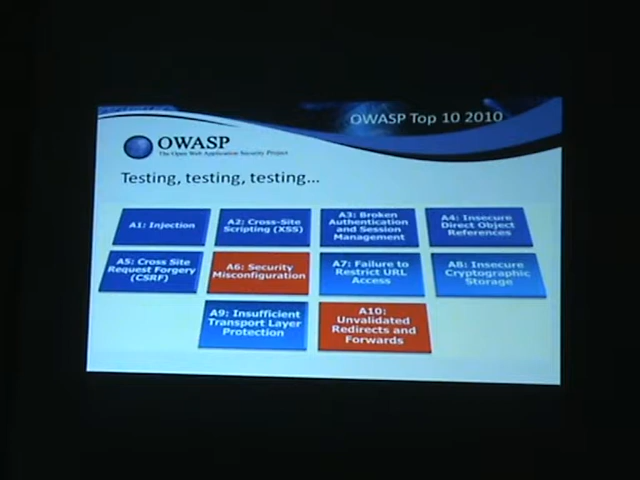 OWASP Top 10 2010
OWASP
The Open Web Application Security Project
Testing, testing, testing...
A1: Injection
A2: Cross-Site
Scripting (XSS)
A3: Broken
Authentication
and Session
Management
A4: Insecure
Direct Object
References
A5: Cross Site
Request Forgery
(CSRF)
A6: Security
Misconfiguration
A7: Failure to
Restrict URL
Access
A8: Insecure
Cryptographic
Storage
A9: Insufficient
Transport Layer
Protection
A10:
Unvalidated
Redirects and
Forwards